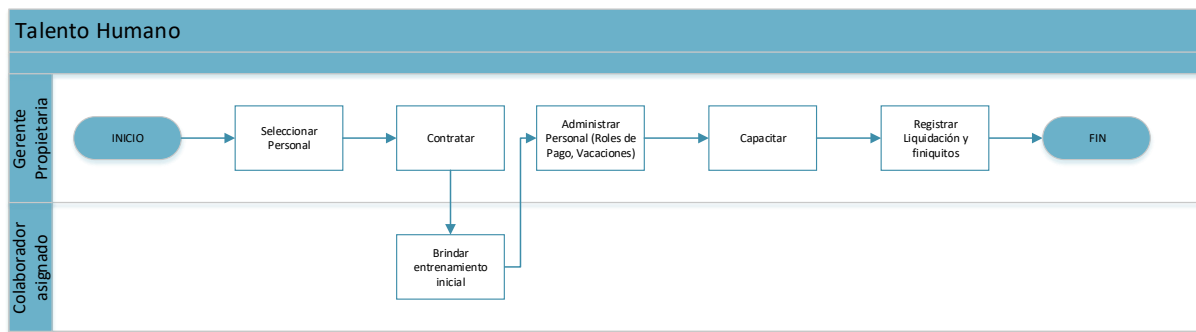 Talento Humano
Gerente
Propietaria
INICIO
Seleccionar
Personal
Contratar
Administrar
Personal (Roles de
Pago, Vacaciones)
Capacitar
Registrar
Liquidación y
finiquitos
FIN
Colaborador
asignado
Brindar
entrenamiento
inicial